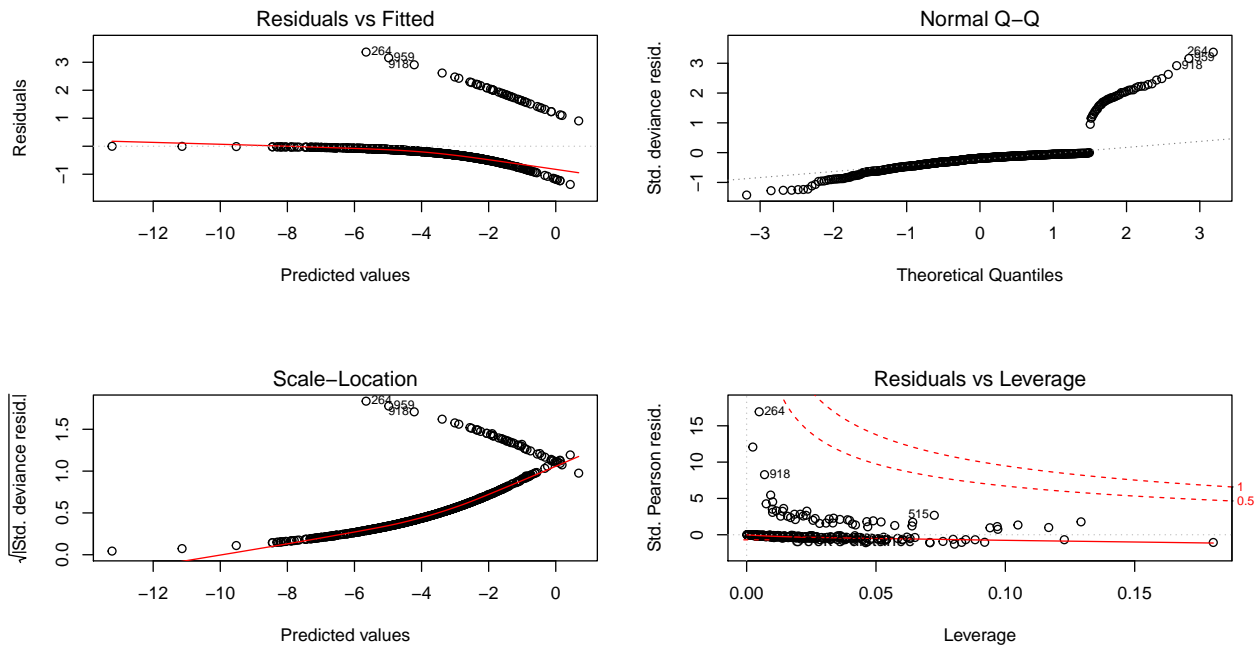 Residuals vs Fitted
Residuals
3
2
1
0
−1
264
959
918
−12 −10 −8 −6 −4 −2 0
Predicted values
Normal Q−Q
Std. deviance resid.
3
2
1
0
−1
264
959
918
−3 −2 −1 0 1 2 3
Theoretical Quantiles
Scale−Location
√|Std. deviance resid.|
1.5
1.0
0.5
0.0
264
959
918
−12 −10 −8 −6 −4 −2 0
Predicted values
Residuals vs Leverage
Std. Pearson resid.
15
10
5
0
264
918
515
1
0.5
0.00 0.05 0.10 0.15
Leverage